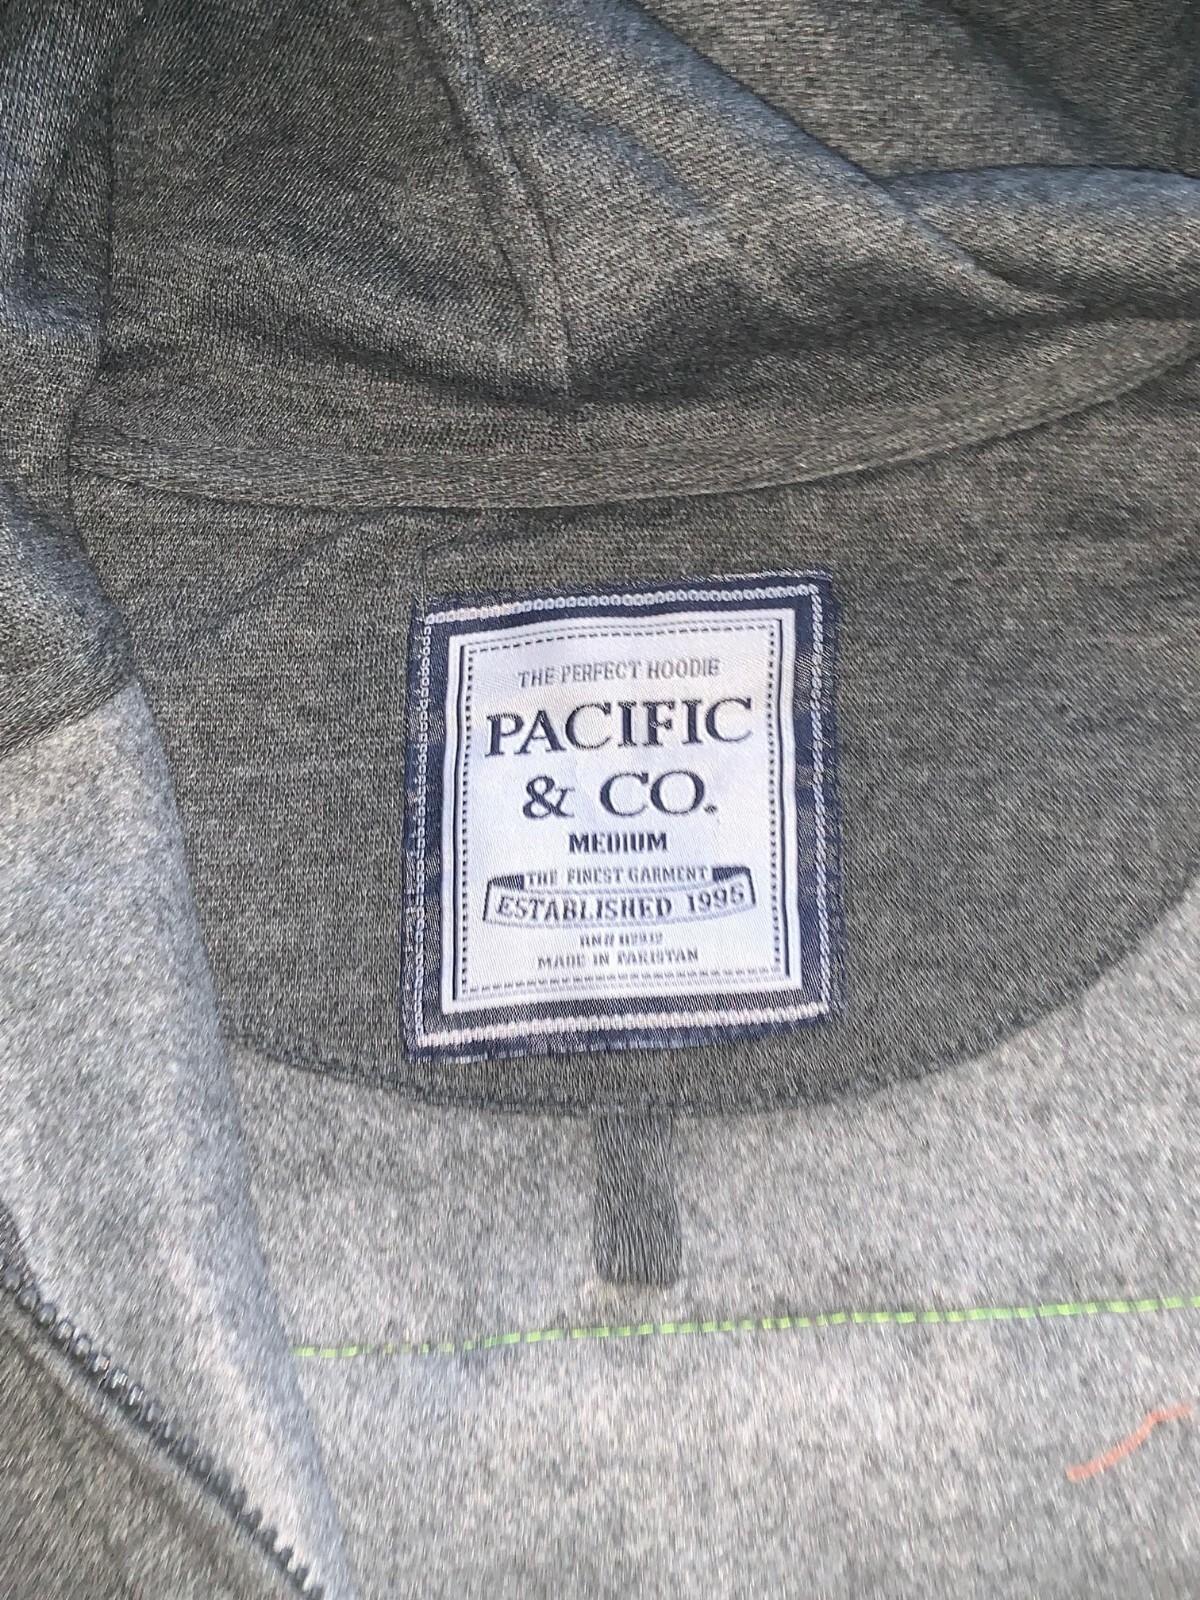 THE PERFECT HOODIE
PACIFIC
& CO.
MEDIUM
THE FINEST GARMENT
ESTABLISHED 1995
MADE IN PAKISTAN